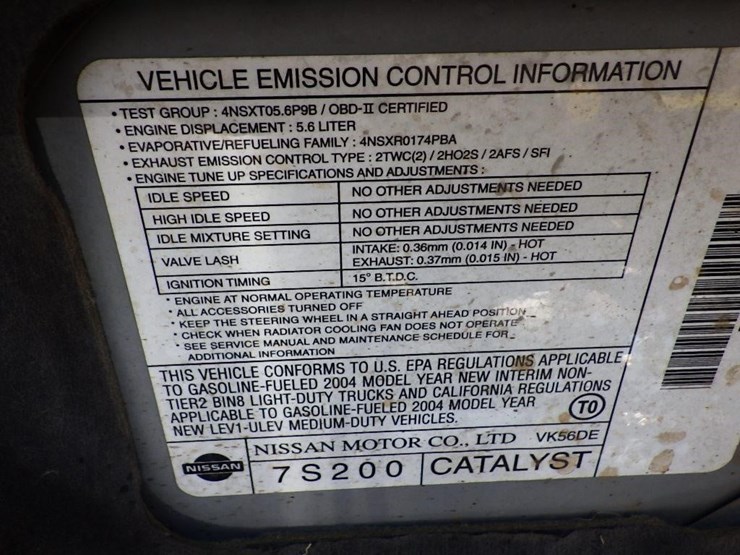 VEHICLE EMISSION CONTROL INFORMATION
• TEST GROUP : 4NSXT05.6P9B / OBD-II CERTIFIED
• ENGINE DISPLACEMENT : 5.6 LITER
• EVAPORATIVE/REFUELING FAMILY : 4NSXR0174PBA
• EXHAUST EMISSION CONTROL TYPE : 2TWC(2) / 2HO2S / 2AFS / SFI
• ENGINE TUNE UP SPECIFICATIONS AND ADJUSTMENTS :
IDLE SPEED NO OTHER ADJUSTMENTS NEEDED
HIGH IDLE SPEED NO OTHER ADJUSTMENTS NEEDED
IDLE MIXTURE SETTING NO OTHER ADJUSTMENTS NEEDED
VALVE LASH INTAKE: 0.36mm (0.014 IN) - HOT
EXHAUST: 0.37mm (0.015 IN) - HOT
IGNITION TIMING 15° B.T.D.C.
* ENGINE AT NORMAL OPERATING TEMPERATURE
* ALL ACCESSORIES TURNED OFF
* KEEP THE STEERING WHEEL IN A STRAIGHT AHEAD POSITION
* CHECK WHEN RADIATOR COOLING FAN DOES NOT OPERATE
* SEE SERVICE MANUAL AND MAINTENANCE SCHEDULE FOR
ADDITIONAL INFORMATION
THIS VEHICLE CONFORMS TO U.S. EPA REGULATIONS APPLICABLE
TO GASOLINE-FUELED 2004 MODEL YEAR NEW INTERIM NON-
TIER2 BIN8 LIGHT-DUTY TRUCKS AND CALIFORNIA REGULATIONS
APPLICABLE TO GASOLINE-FUELED 2004 MODEL YEAR
NEW LEV1-ULEV MEDIUM-DUTY VEHICLES.
TO
NISSAN MOTOR CO., LTD VK56DE
NISSAN
7S200 CATALYST